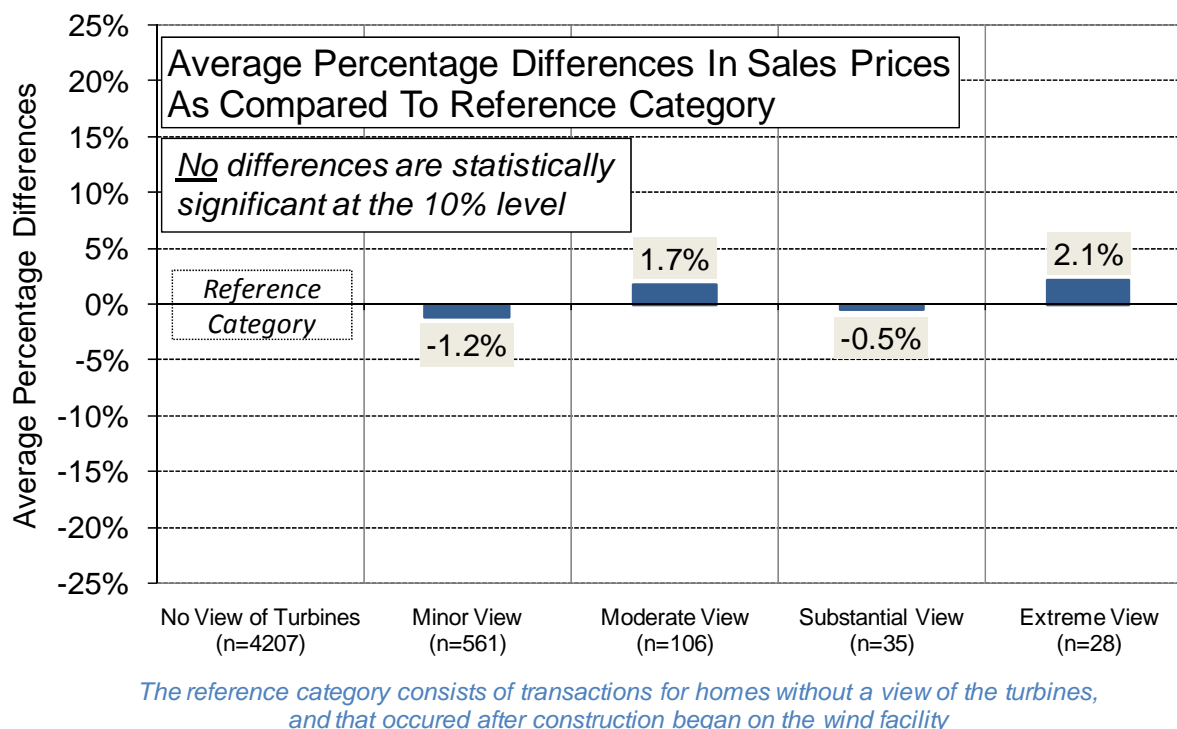 Average Percentage Differences In Sales Prices
As Compared To Reference Category
No differences are statistically
significant at the 10% level
Average Percentage Differences
25%
20%
15%
10%
5%
0%
-5%
-10%
-15%
-20%
-25%
Reference
Category
-1.2%
1.7%
-0.5%
2.1%
No View of Turbines
(n=4207)
Minor View
(n=561)
Moderate View
(n=106)
Substantial View
(n=35)
Extreme View
(n=28)
The reference category consists of transactions for homes without a view of the turbines,
and that occured after construction began on the wind facility